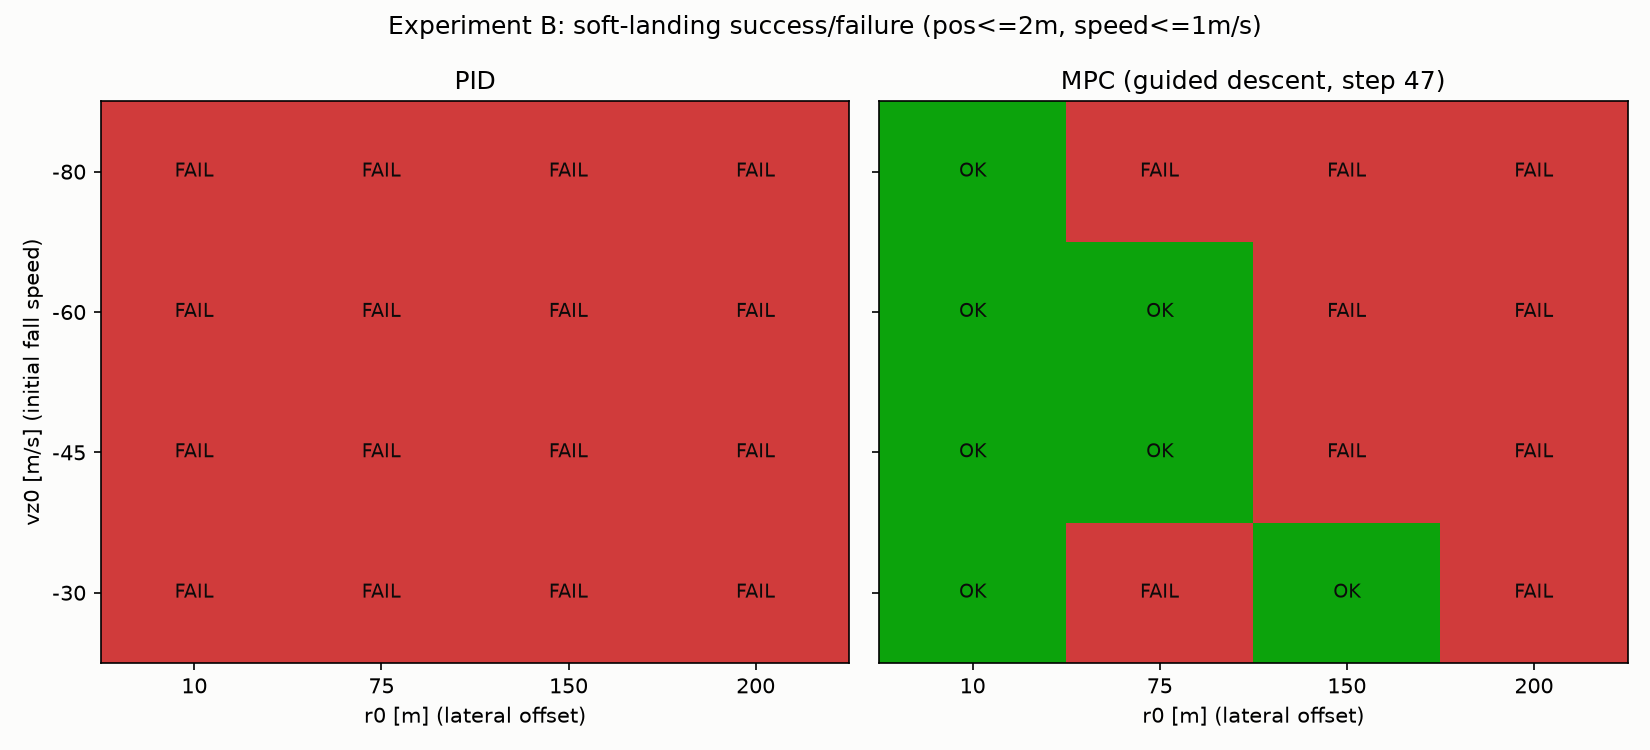 Experiment B: soft-landing success/failure (pos<=2m, speed<=1m/s)
PID
vz0 [m/s] (initial fall speed)
-80 FAIL FAIL FAIL FAIL
-60 FAIL FAIL FAIL FAIL
-45 FAIL FAIL FAIL FAIL
-30 FAIL FAIL FAIL FAIL
10 75 150 200
r0 [m] (lateral offset)
MPC (guided descent, step 47)
OK FAIL FAIL FAIL
OK OK FAIL FAIL
OK OK FAIL FAIL
OK FAIL OK FAIL
10 75 150 200
r0 [m] (lateral offset)